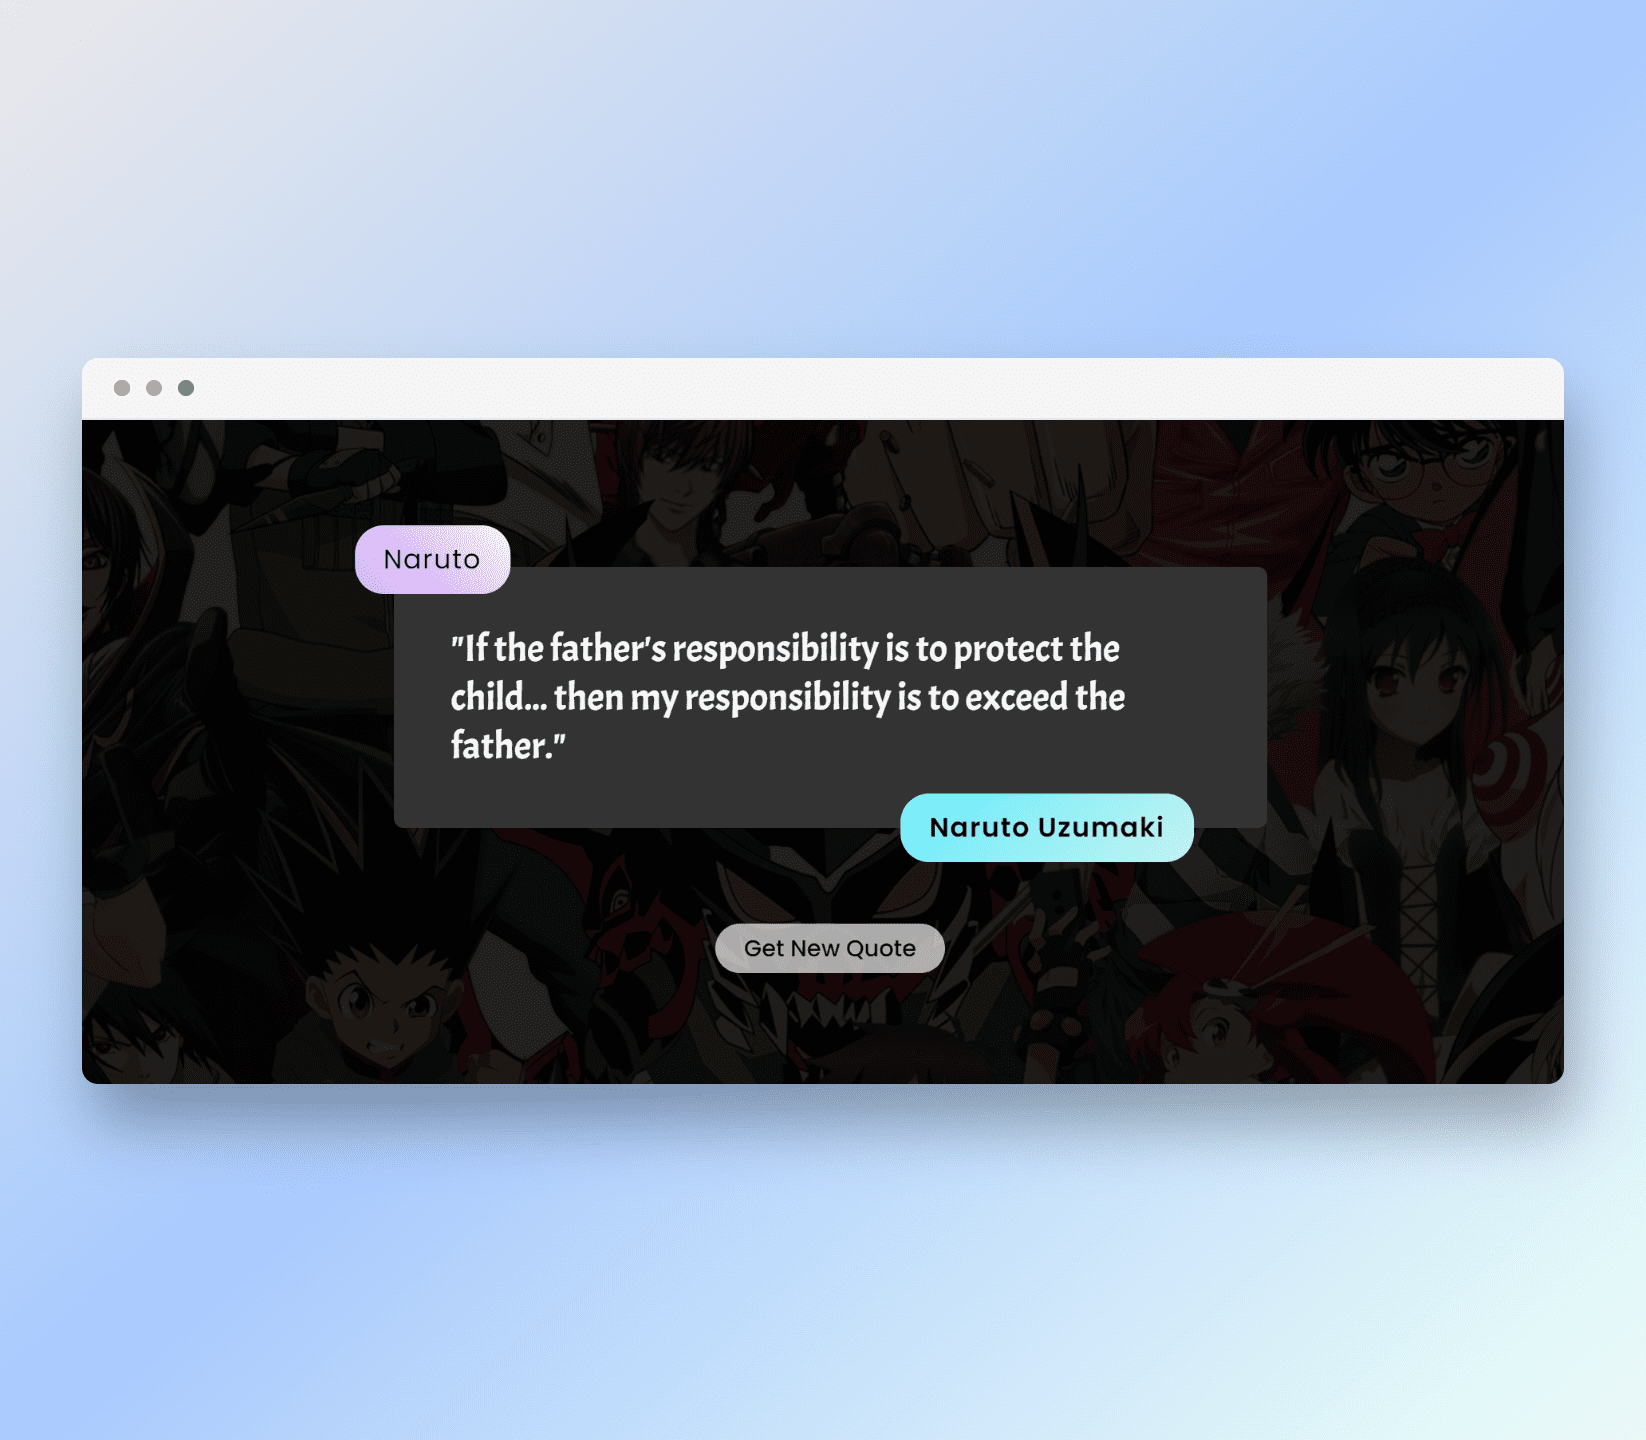 Naruto
"If the father's responsibility is to protect the
child... then my responsibility is to exceed the
father."
Naruto Uzumaki
Get New Quote